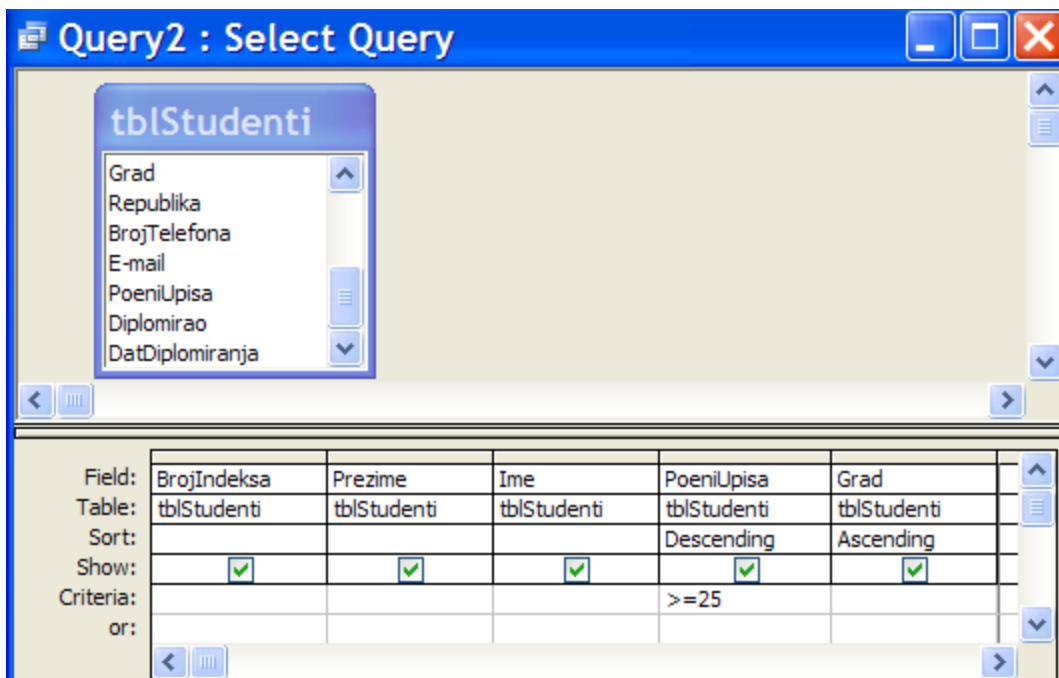 Query2 : Select Query
tblStudenti
Grad
Republika
BrojTelefona
E-mail
PoeniUpisa
Diplomirao
DatDiplomiranja
Field: BrojIndeksa Prezime Ime PoeniUpisa Grad
Table: tblStudenti tblStudenti tblStudenti tblStudenti tblStudenti
Sort: Descending Ascending
Show:
Criteria: >=25
or: